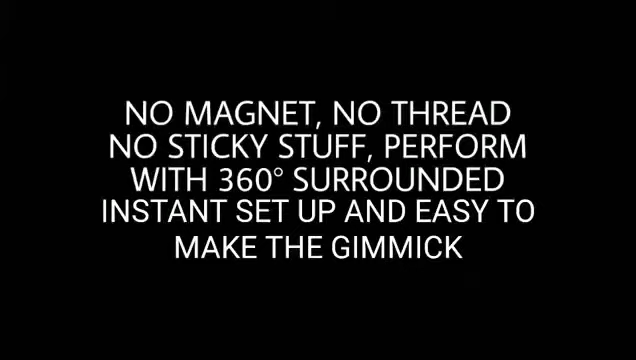 NO MAGNET, NO THREAD
NO STICKY STUFF, PERFORM
WITH 360° SURROUNDED
INSTANT SET UP AND EASY TO
MAKE THE GIMMICK